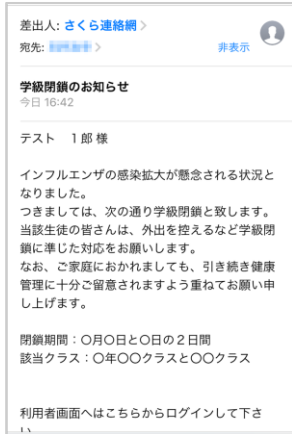 差出人: さくら連絡網 >
宛先: >
非表示
学級閉鎖のお知らせ
今日 16:42
テスト　1郎 様
インフルエンザの感染拡大が懸念される状況と
なりました。
つきましては、次の通り学級閉鎖と致します。
当該生徒の皆さんは、外出を控えるなど学級閉
鎖に準じた対応をお願いします。
なお、ご家庭におかれましても、引き続き健康
管理に十分ご留意されますよう重ねてお願い申
し上げます。
閉鎖期間：〇月〇日と〇日の２日間
該当クラス：〇年〇〇クラスと〇〇クラス
利用者画面へはこちらからログインして下さ
い